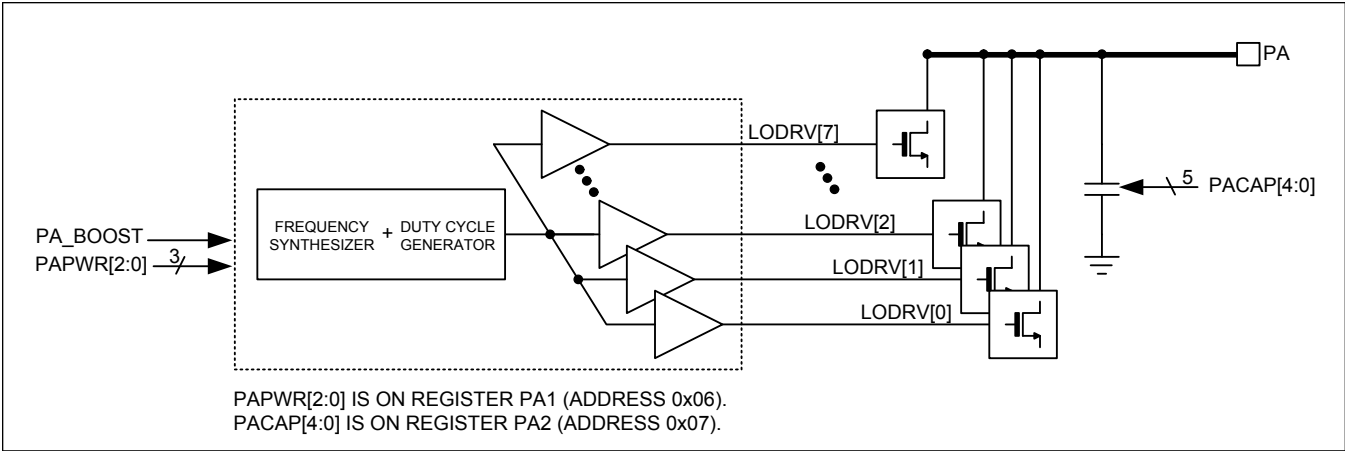 PA
LODRV[7]
5 PACAP[4:0]
FREQUENCY
SYNTHESIZER + DUTY CYCLE
GENERATOR
LODRV[2]
PA_BOOST
PAPWR[2:0] 3
LODRV[1]
LODRV[0]
PAPWR[2:0] IS ON REGISTER PA1 (ADDRESS 0x06).
PACAP[4:0] IS ON REGISTER PA2 (ADDRESS 0x07).